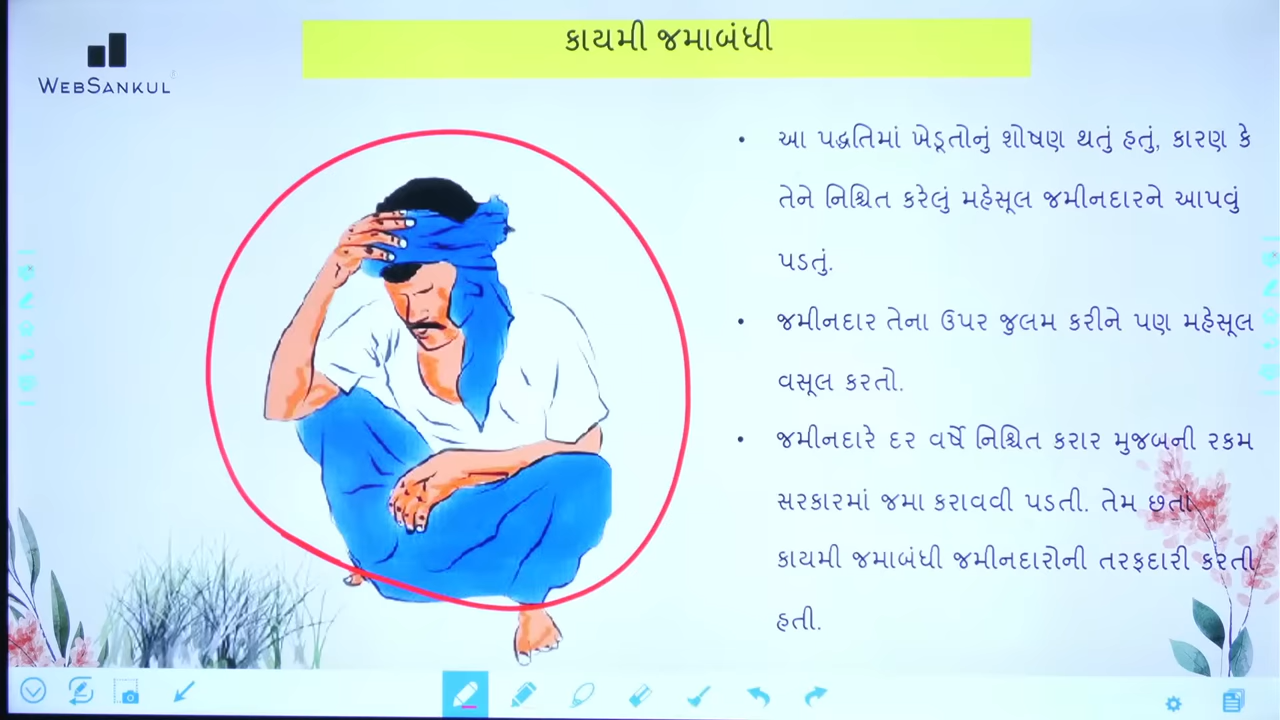 કાયમી જમાબંધી
WEBSANKUL
• આ પદ્ધતિમાં ખેડૂતોનું શોષણ થતું હતું, કારણ કે
તેને નિશ્ચિત કરેલું મહેસૂલ જમીનદારને આપવું
પડતું.
• જમીનદાર તેના ઉપર જુલમ કરીને પણ મહેસૂલ
વસૂલ કરતો.
• જમીનદારે દર વર્ષે નિશ્ચિત કરાર મુજબની રકમ
સરકારમાં જમા કરાવવી પડતી. તેમ છતાં
કાયમી જમાબંધી જમીનદારોની તરફદારી કરતી
હતી.